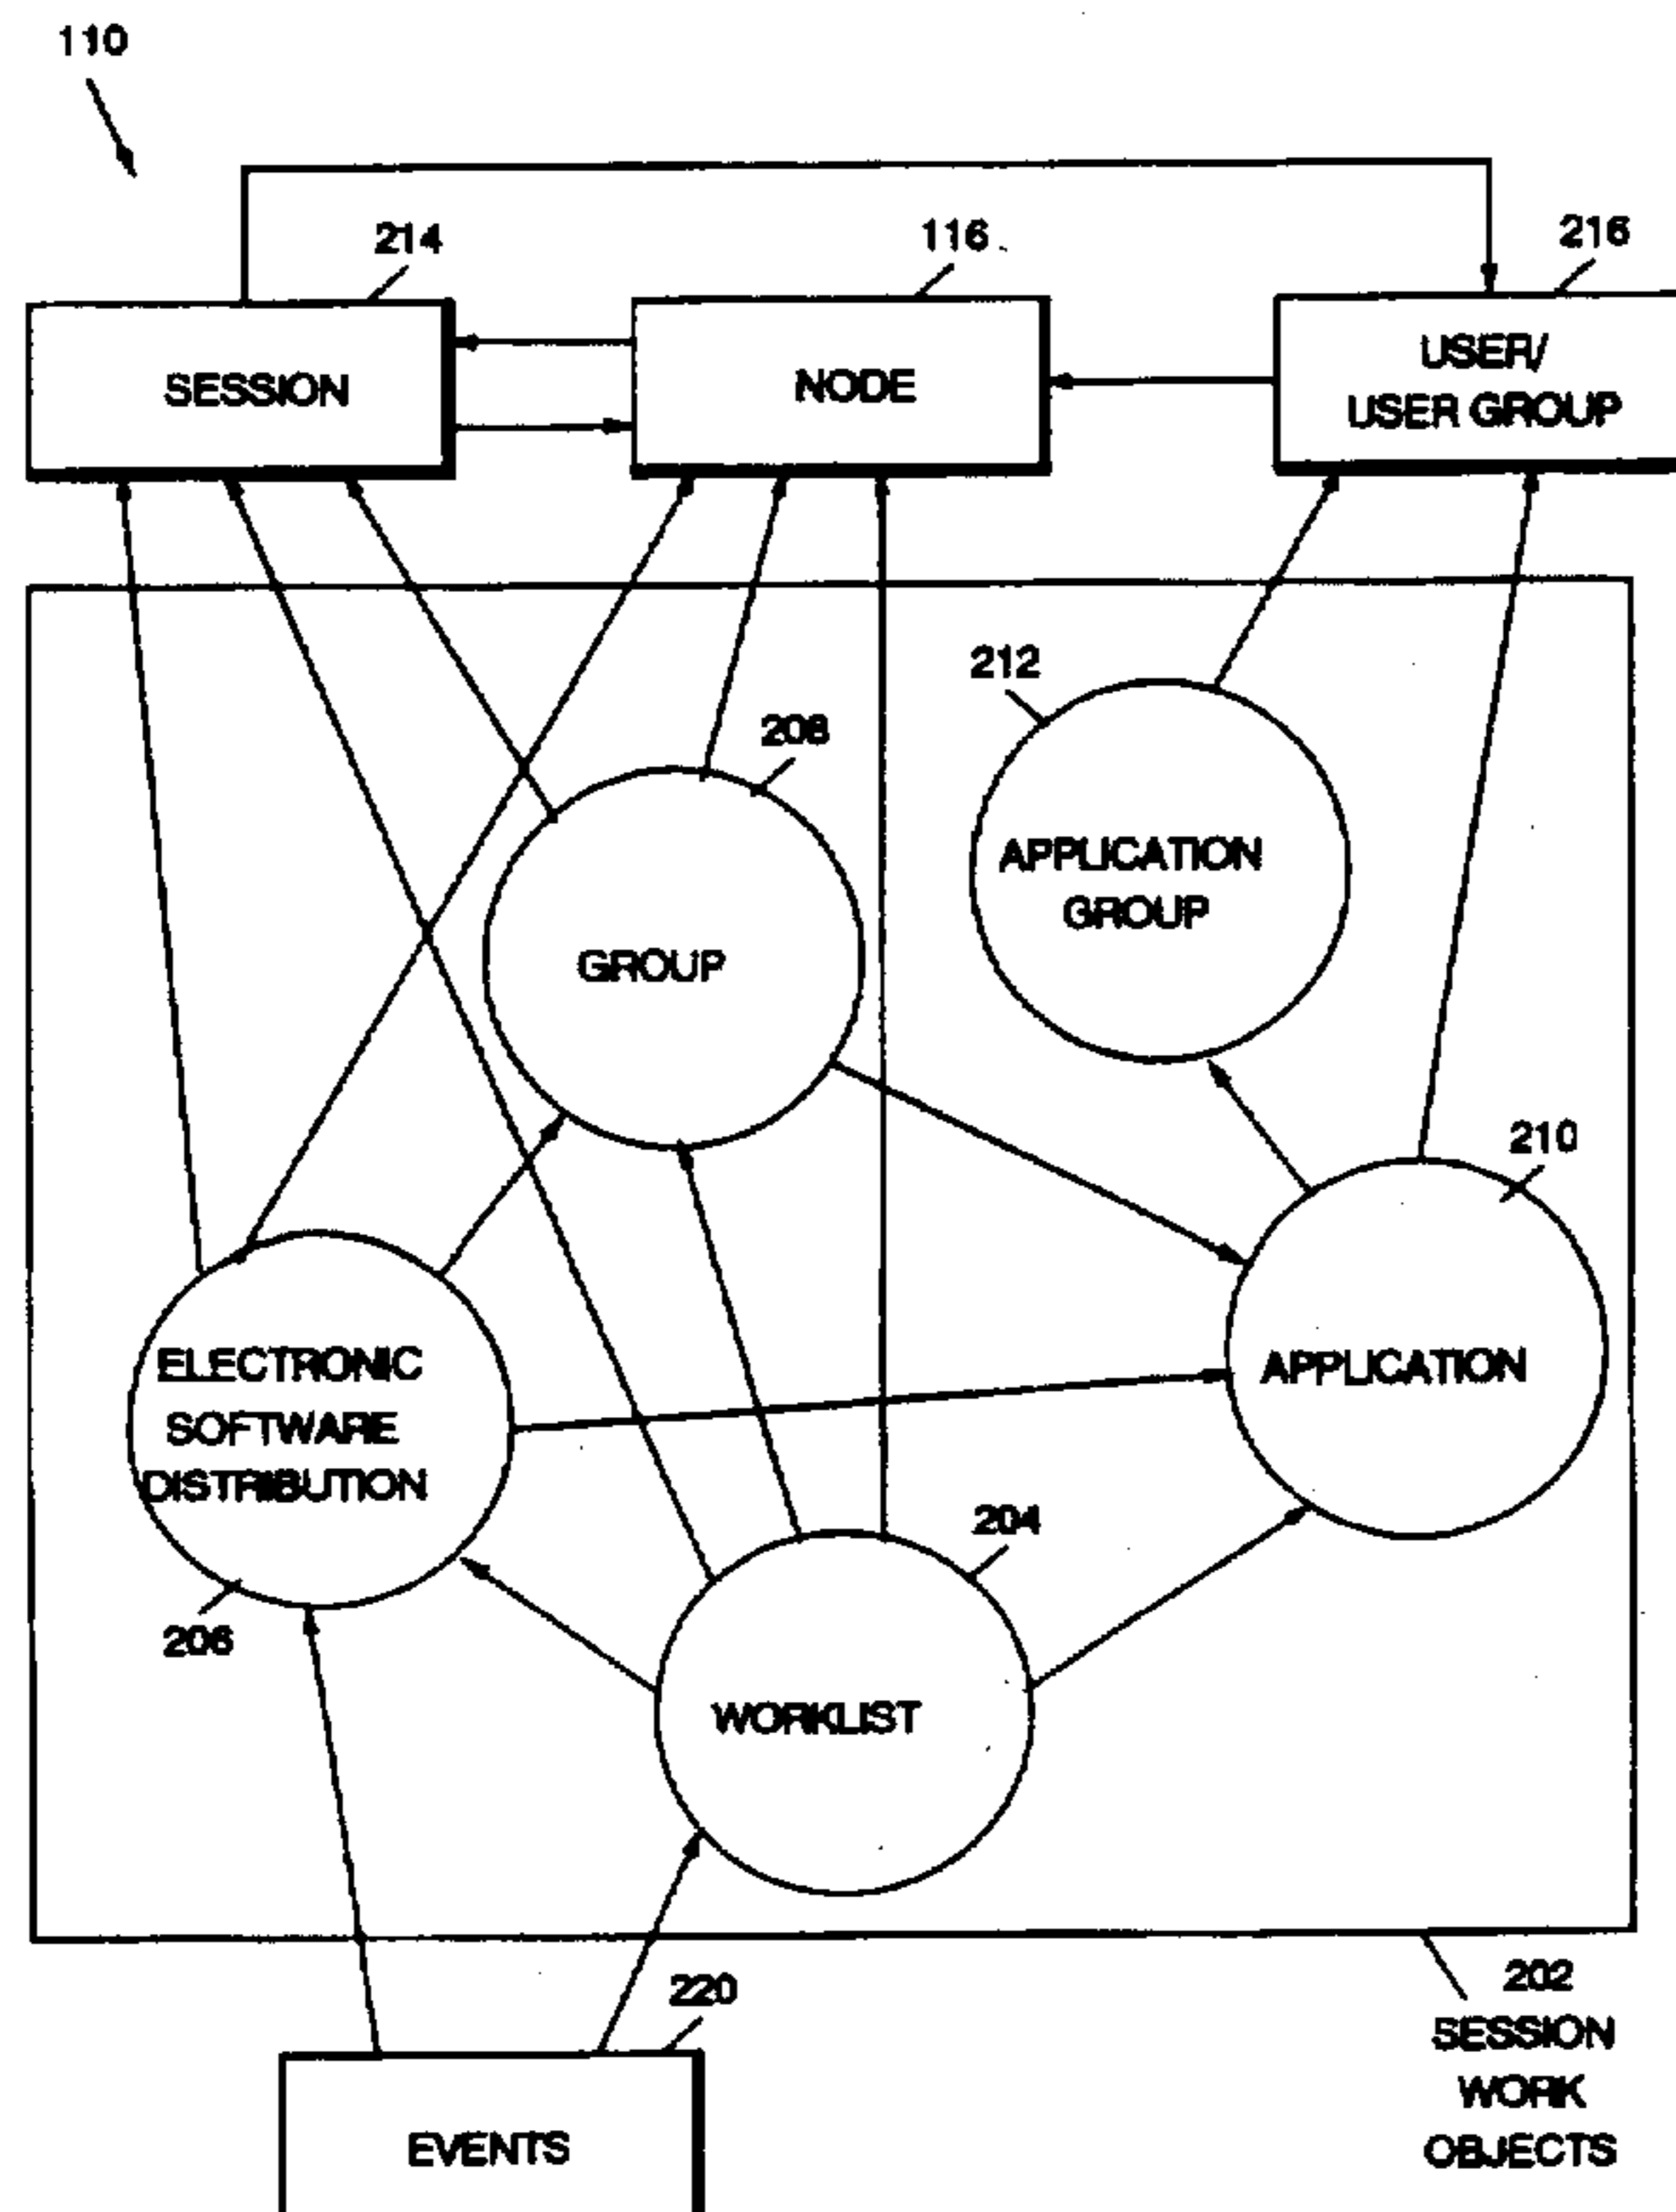 110
214
116
216
SESSION
NODE
USER/
USER GROUP
212
208
APPLICATION
GROUP
GROUP
210
ELECTRONIC
SOFTWARE
DISTRIBUTION
APPLICATION
204
206
WORKLIST
220
202
SESSION
WORK
OBJECTS
EVENTS